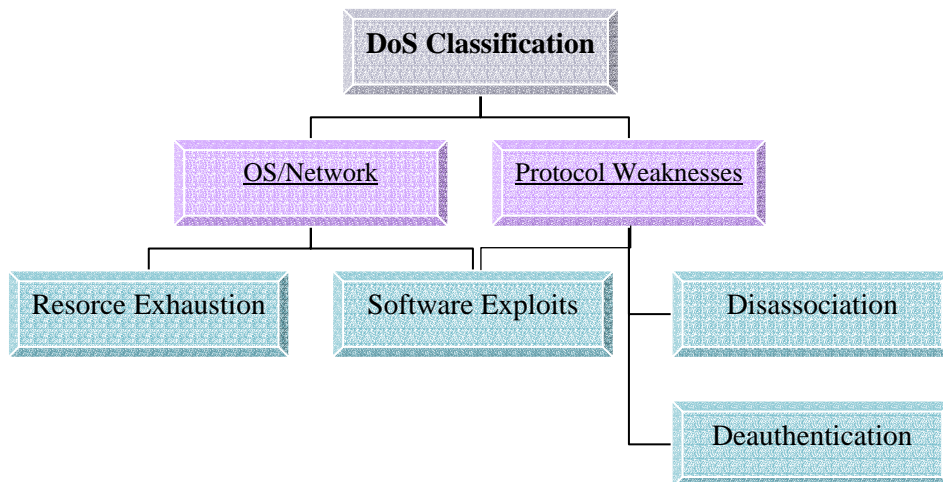 DoS Classification
OS/Network
Protocol Weaknesses
Resorce Exhaustion
Software Exploits
Disassociation
Deauthentication